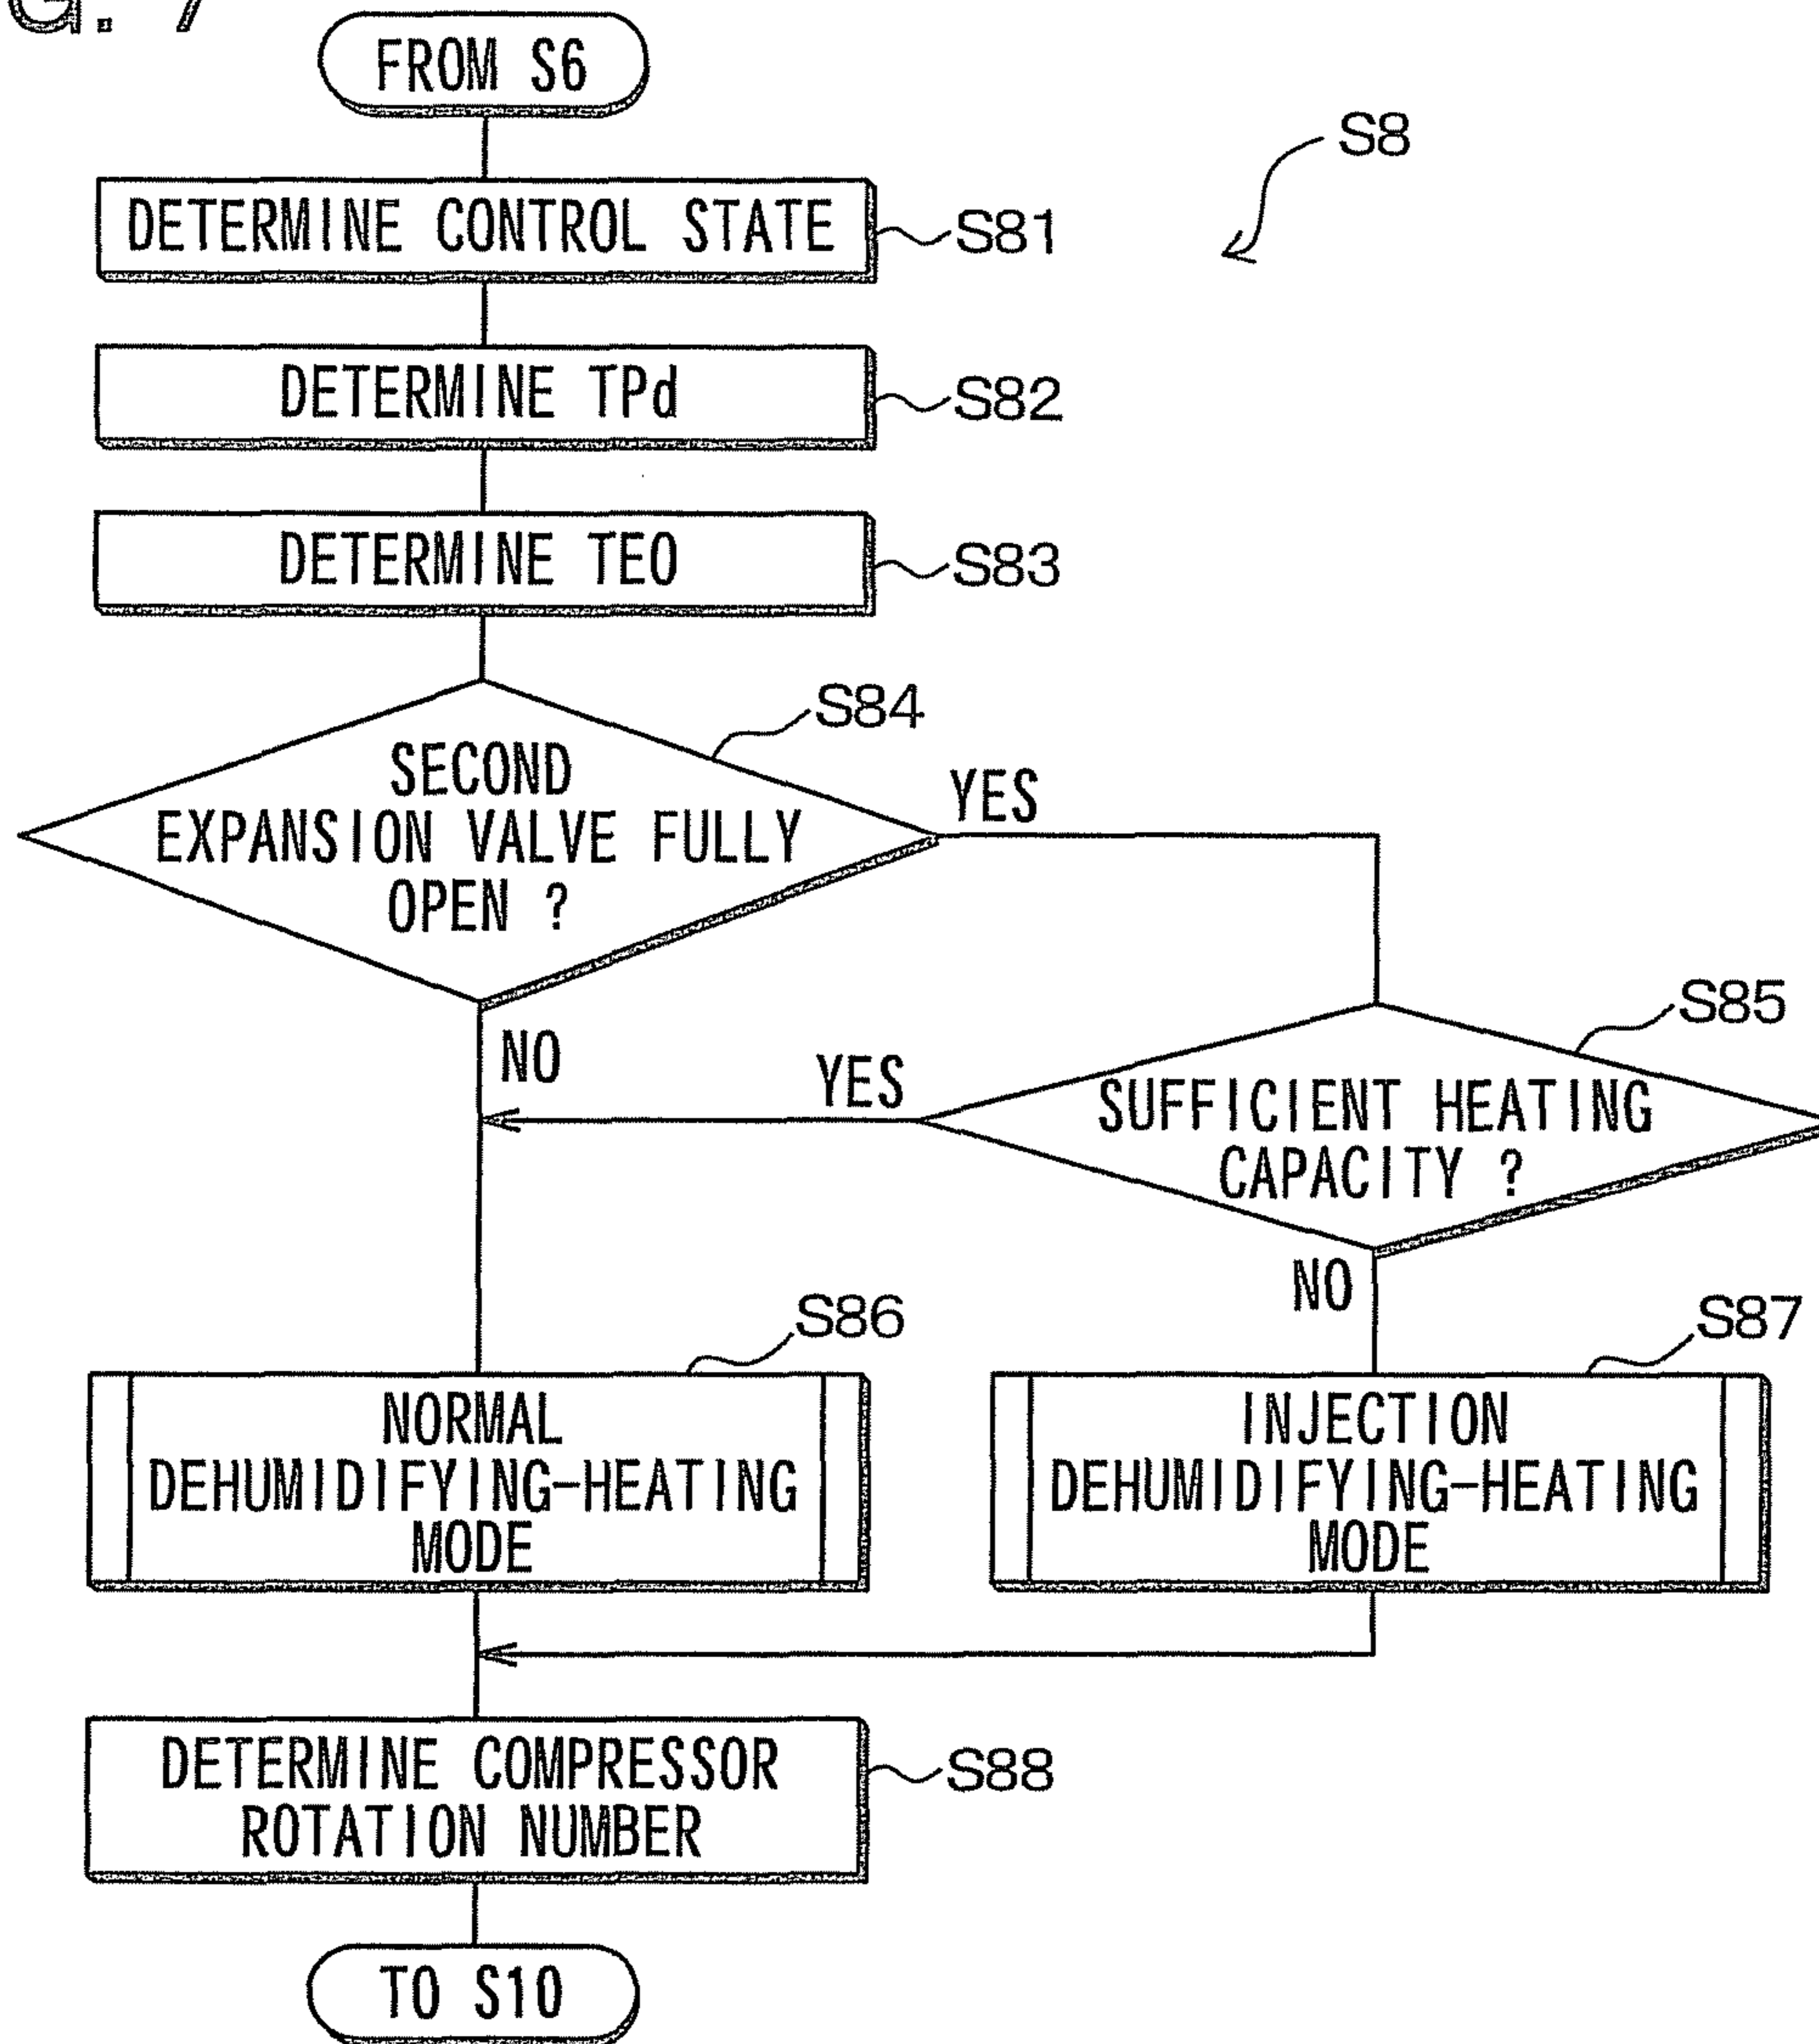 G. 7
FROM S6
S8
DETERMINE CONTROL STATE
S81
DETERMINE TPd
S82
DETERMINE TEO
S83
SECOND
EXPANSION VALVE FULLY
OPEN ?
S84
YES
NO
SUFFICIENT HEATING
CAPACITY ?
S85
YES
NO
NORMAL
DEHUMIDIFYING-HEATING
MODE
S86
INJECTION
DEHUMIDIFYING-HEATING
MODE
S87
DETERMINE COMPRESSOR
ROTATION NUMBER
S88
TO S10